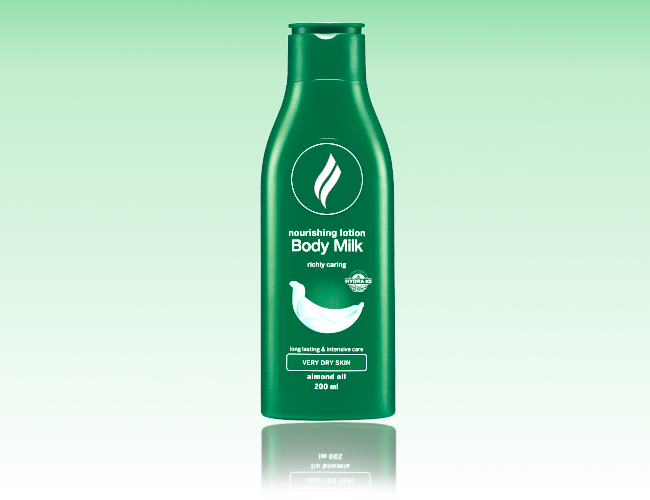 nourishing lotion
Body Milk
richly caring
HYDRA IQ
long lasting & intensive care
VERY DRY SKIN
almond oil
200 ml